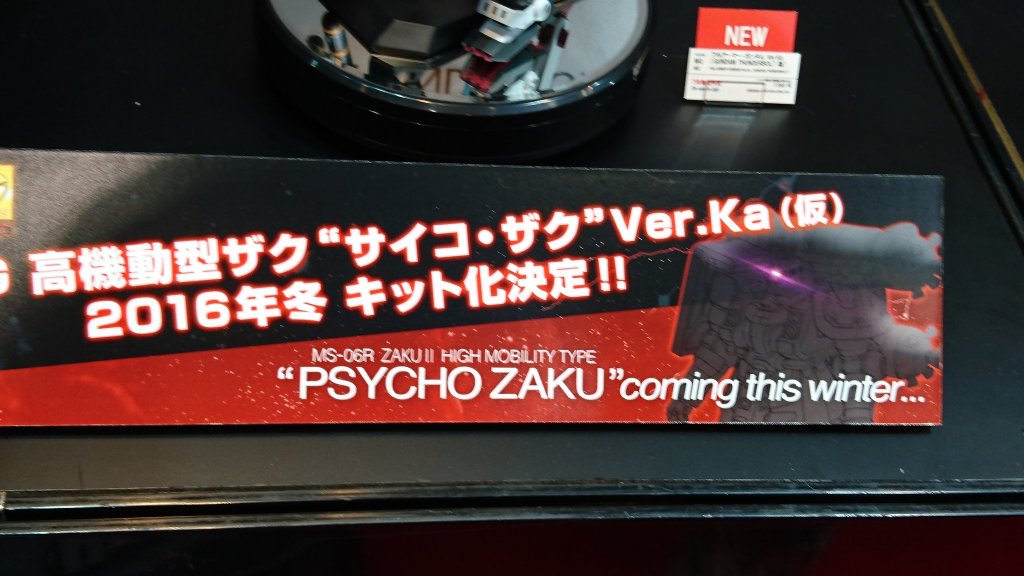 NEW
G 高機動型ザク“サイコ・ザク”Ver.Ka(仮)
2016年冬 キット化決定!!
MS-06R ZAKU II HIGH MOBILITY TYPE
“PSYCHO ZAKU”coming this winter...